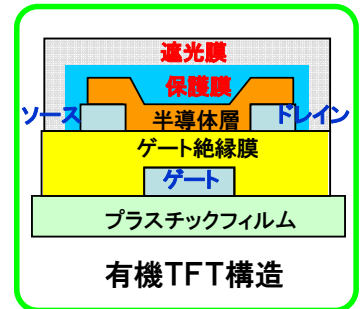 遮光膜
保護膜
ソース
ドレイン
半導体層
ゲート絶縁膜
ゲート
プラスチックフィルム
有機TFT構造